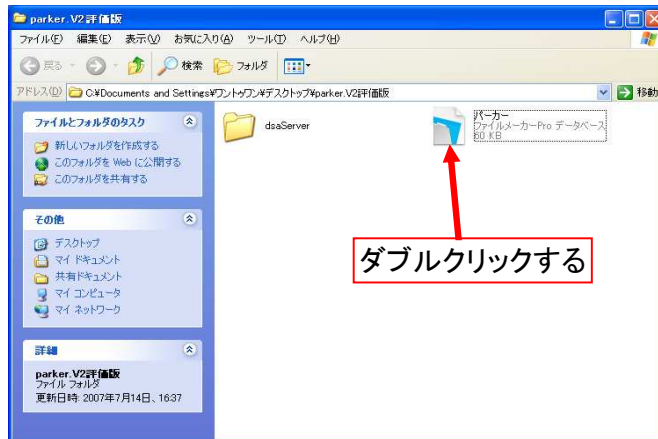 parker.V2評価版
ファイル(F) 編集(E) 表示(V) お気に入り(A) ツール(T) ヘルプ(H)
戻る 検索 フォルダ
アドレス(D) C:¥Documents and Settings¥ワントゥワン¥デスクトップ¥parker.V2評価版 移動
ファイルとフォルダのタスク
新しいフォルダを作成する
このフォルダを Web に公開する
このフォルダを共有する
その他
デスクトップ
マイ ドキュメント
共有ドキュメント
マイ コンピュータ
マイ ネットワーク
詳細
parker.V2評価版
ファイル フォルダ
更新日時: 2007年7月14日、16:37
dsaServer
パーカー
ファイルメーカーPro データベース
60 KB
ダブルクリックする